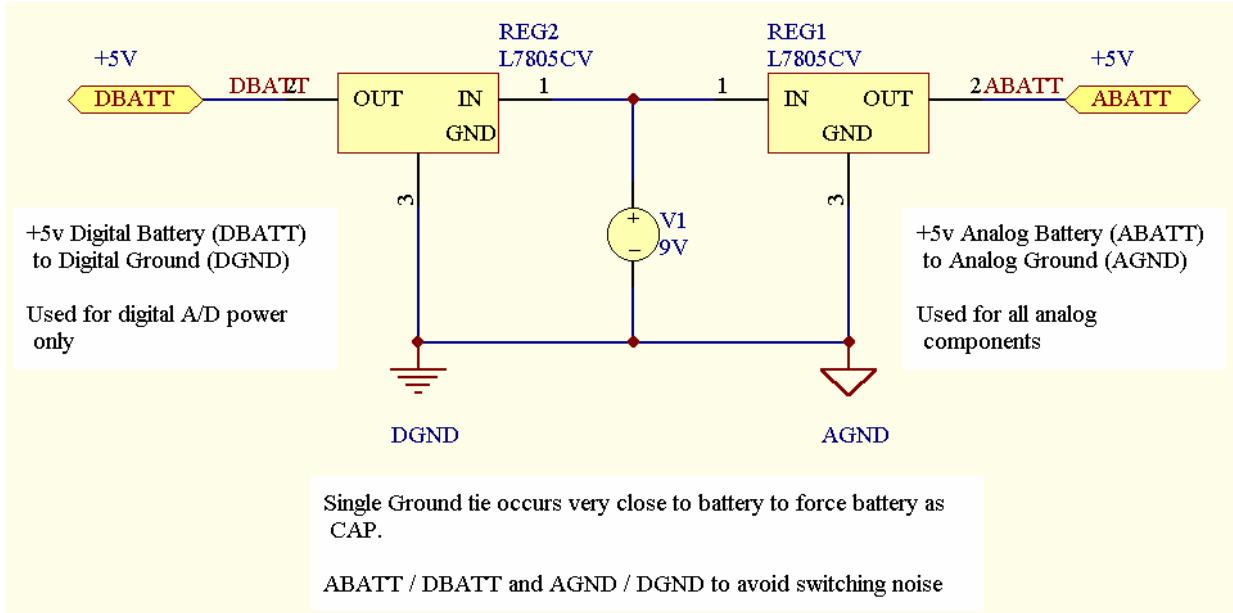 REG2
L7805CV
REG1
L7805CV
+5V
+5V
DBATT
DBATT
2
OUT
IN
GND
1
1
IN
OUT
GND
2
ABATT
ABATT
3
3
+
V1
−
9V
+5v Digital Battery (DBATT)
to Digital Ground (DGND)
Used for digital A/D power
only
+5v Analog Battery (ABATT)
to Analog Ground (AGND)
Used for all analog
components
DGND
AGND
Single Ground tie occurs very close to battery to force battery as
CAP.
ABATT / DBATT and AGND / DGND to avoid switching noise